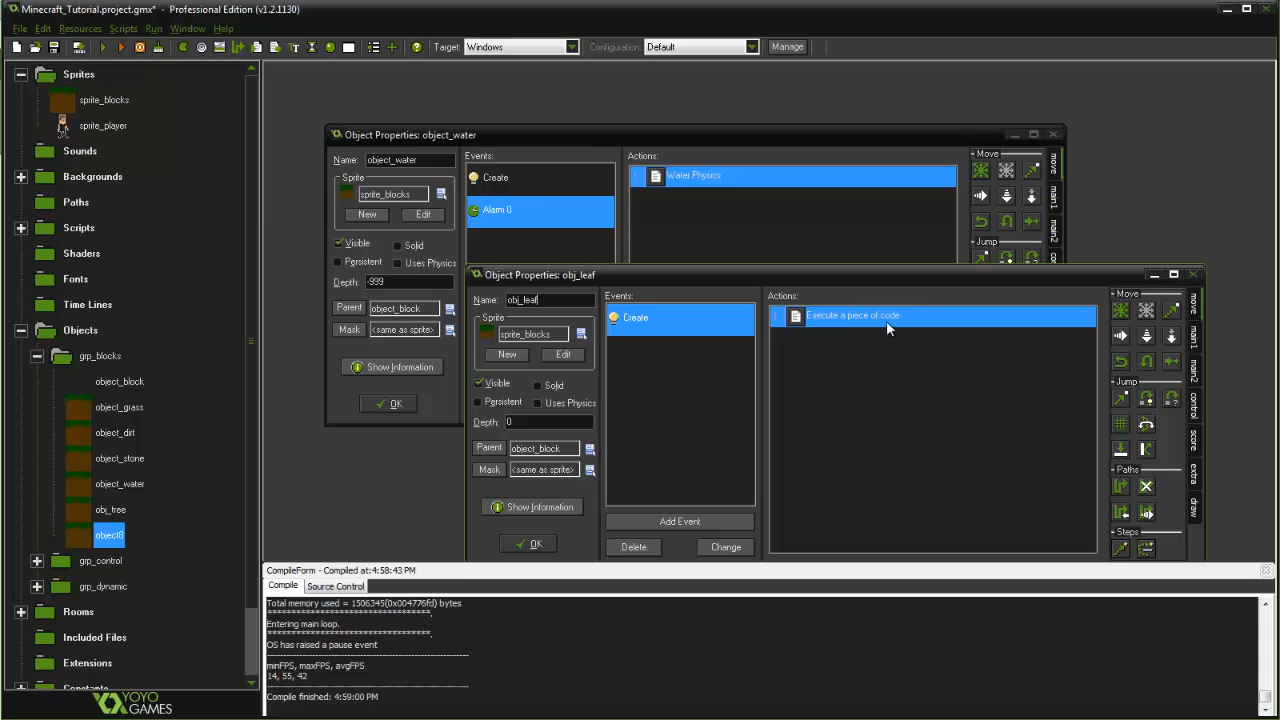 Minecraft_Tutorial.project.gmx* - Professional Edition (v1.2.1130)
File Edit Resources Scripts Run Window Help
Target: Windows Configuration: Default Manage
Sprites
sprite_blocks
sprite_player
Sounds
Backgrounds
Paths
Scripts
Shaders
Fonts
Time Lines
Objects
grp_blocks
object_block
object_grass
object_dirt
object_stone
object_water
obj_tree
object8
grp_control
grp_dynamic
Rooms
Included Files
Extensions
Constants
YOYO
GAMES
Object Properties: object_water
Name: object_water
Sprite
sprite_blocks
New Edit
Visible Solid
Persistent Uses Physics
Depth: -999
Parent object_block
Mask <same as sprite>
Show Information
OK
Events:
Create
Alarm 0
Actions:
Water Physics
Move
Jump
move
main1
main2
Object Properties: obj_leaf
Name: obj_leaf
Sprite
sprite_blocks
New Edit
Visible Solid
Persistent Uses Physics
Depth: 0
Parent object_block
Mask <same as sprite>
Show Information
OK
Events:
Create
Add Event
Delete Change
Actions:
Execute a piece of code
Move
Jump
Paths
Steps
move
main1
main2
control
score
extra
draw
CompileForm - Compiled at:4:58:43 PM
Compile Source Control
Total memory used = 1506345(0x004776fd) bytes
**********************************.
Entering main loop.
**********************************.
OS has raised a pause event
minFPS, maxFPS, avgFPS
14, 55, 42
Compile finished: 4:59:00 PM